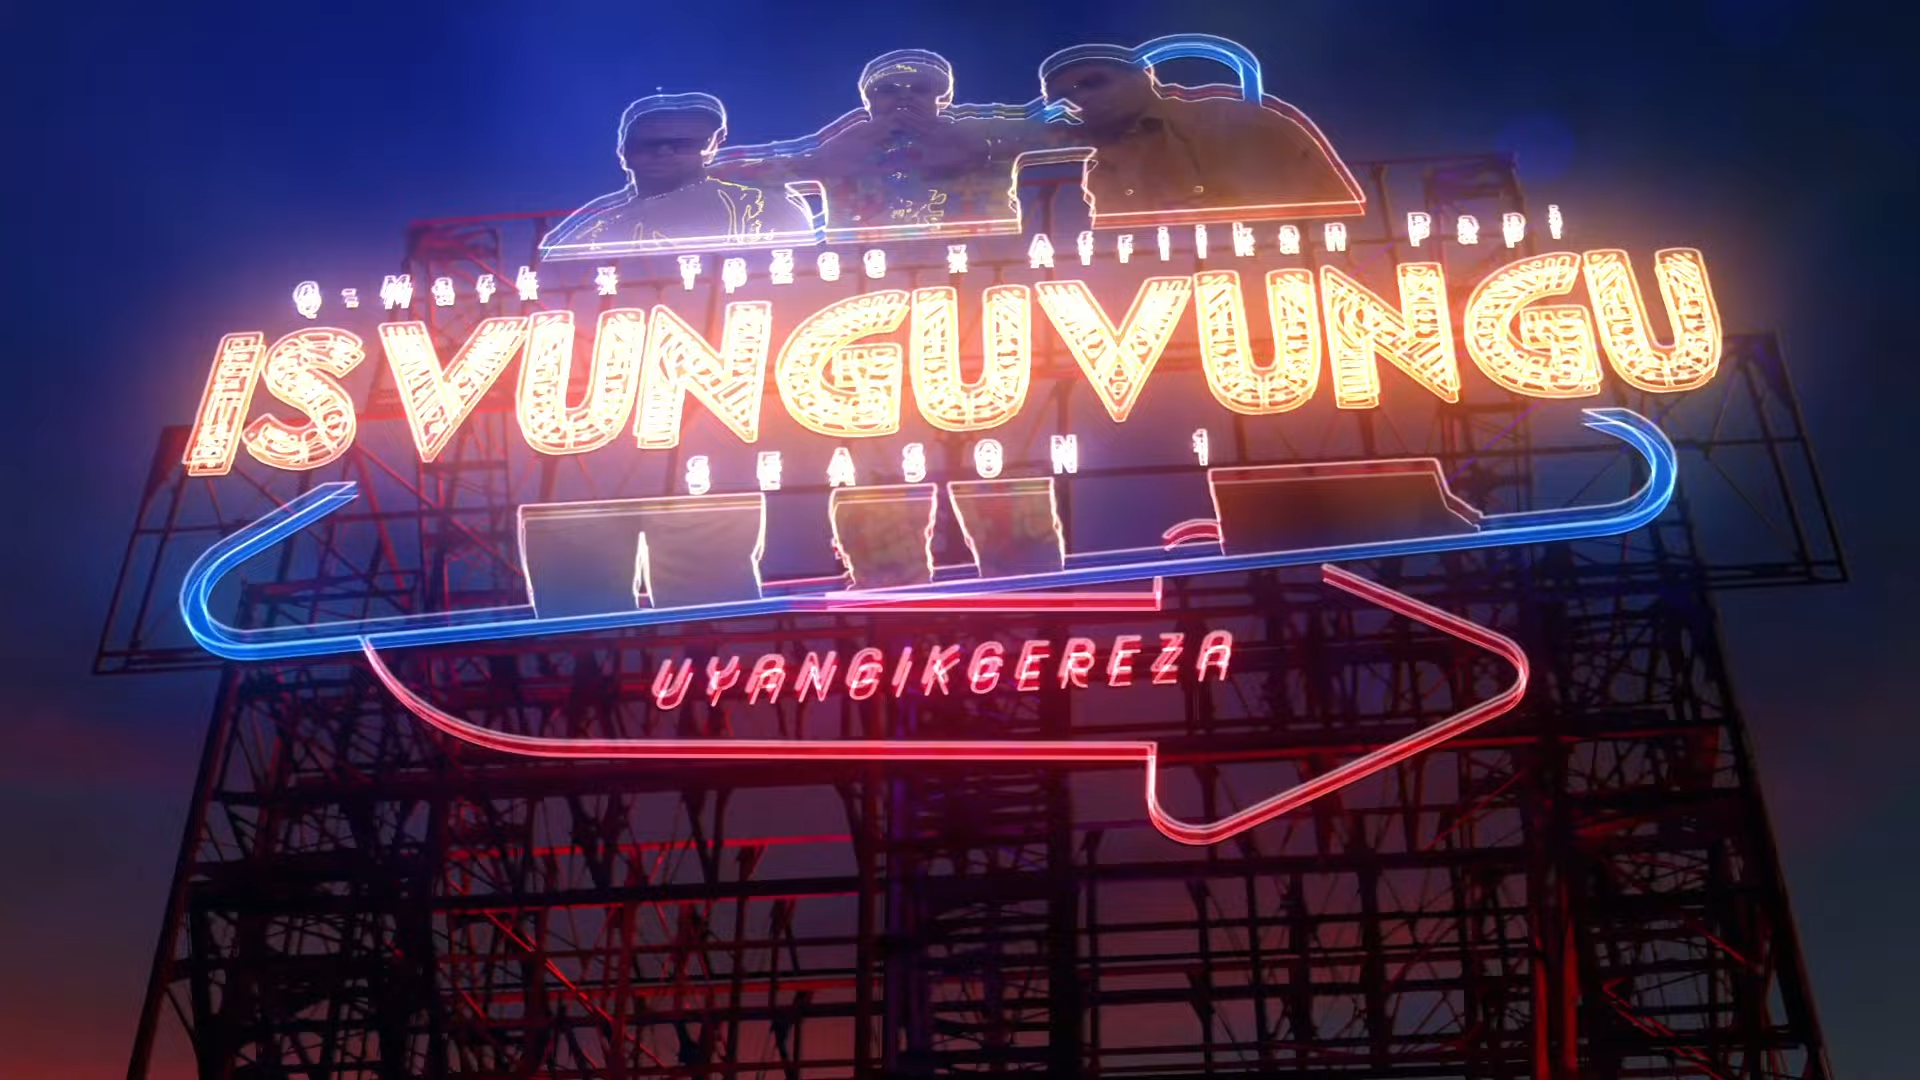 Q-Mark x TpZee x Afriikan Papi
ISVUNGUVUNGU
SEASON 1
UYANGIKGEREZA